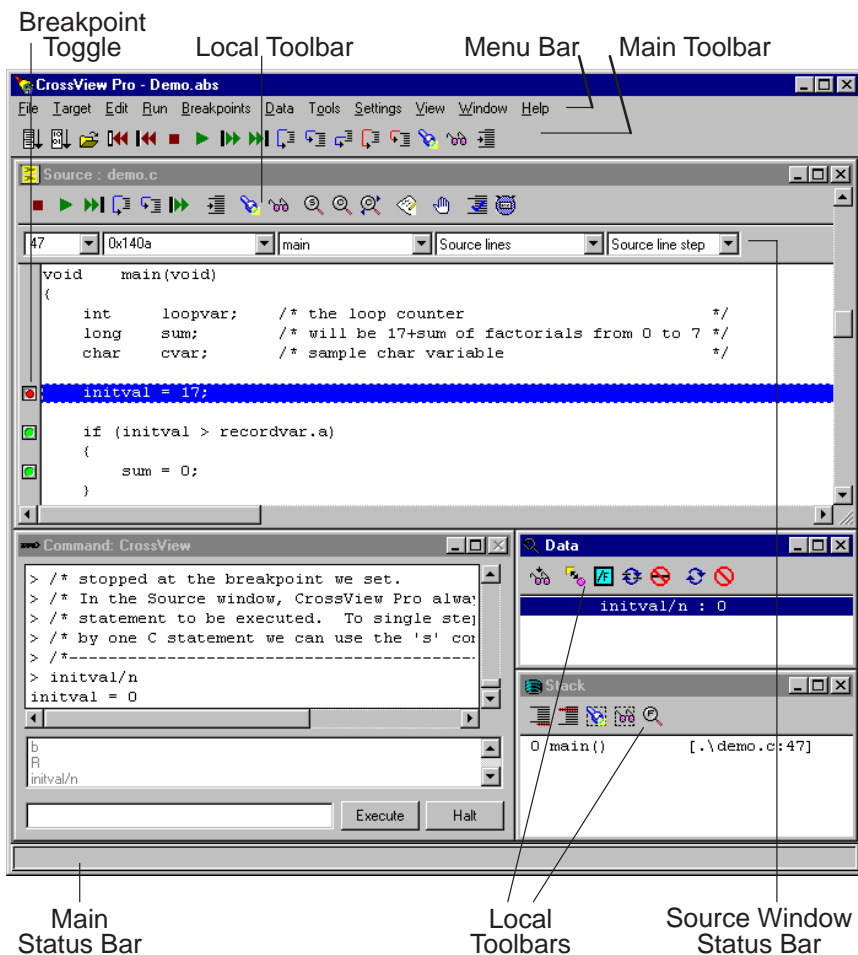 Breakpoint
Toggle
Local Toolbar
Menu Bar
Main Toolbar
CrossView Pro - Demo.abs
File Target Edit Run Breakpoints Data Tools Settings View Window Help
Source : demo.c
47 0x140a main Source lines Source line step
void main(void)
{
int loopvar; /* the loop counter */
long sum; /* will be 17+sum of factorials from 0 to 7 */
char cvar; /* sample char variable */
initval = 17;
if (initval > recordvar.a)
{
sum = 0;
}
Command: CrossView
> /* stopped at the breakpoint we set.
> /* In the Source window, CrossView Pro alway
> /* statement to be executed. To single step
> /* by one C statement we can use the 's' com
> /*----------------------------------------
> initval/n
initval = 0
b
R
initval/n
Execute
Halt
Data
initval/n : 0
Stack
0 main() [.\demo.c:47]
Main
Status Bar
Local
Toolbars
Source Window
Status Bar